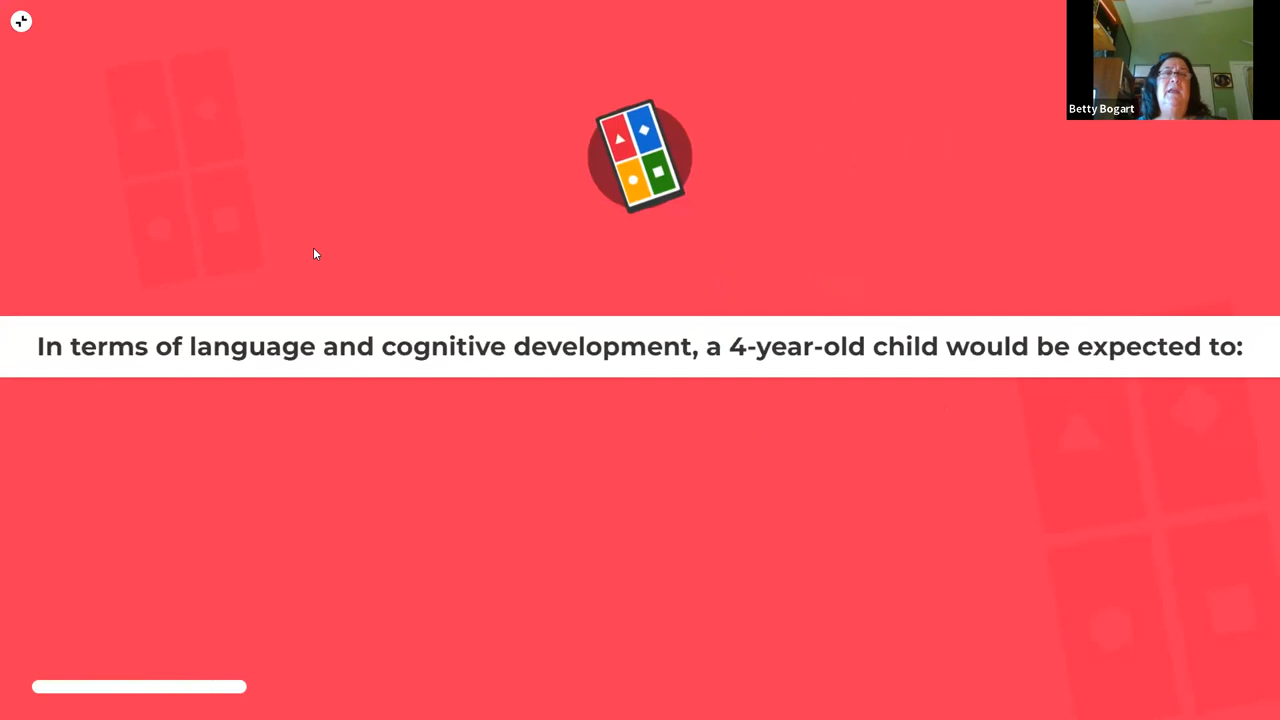 Betty Bogart
In terms of language and cognitive development, a 4-year-old child would be expected to: